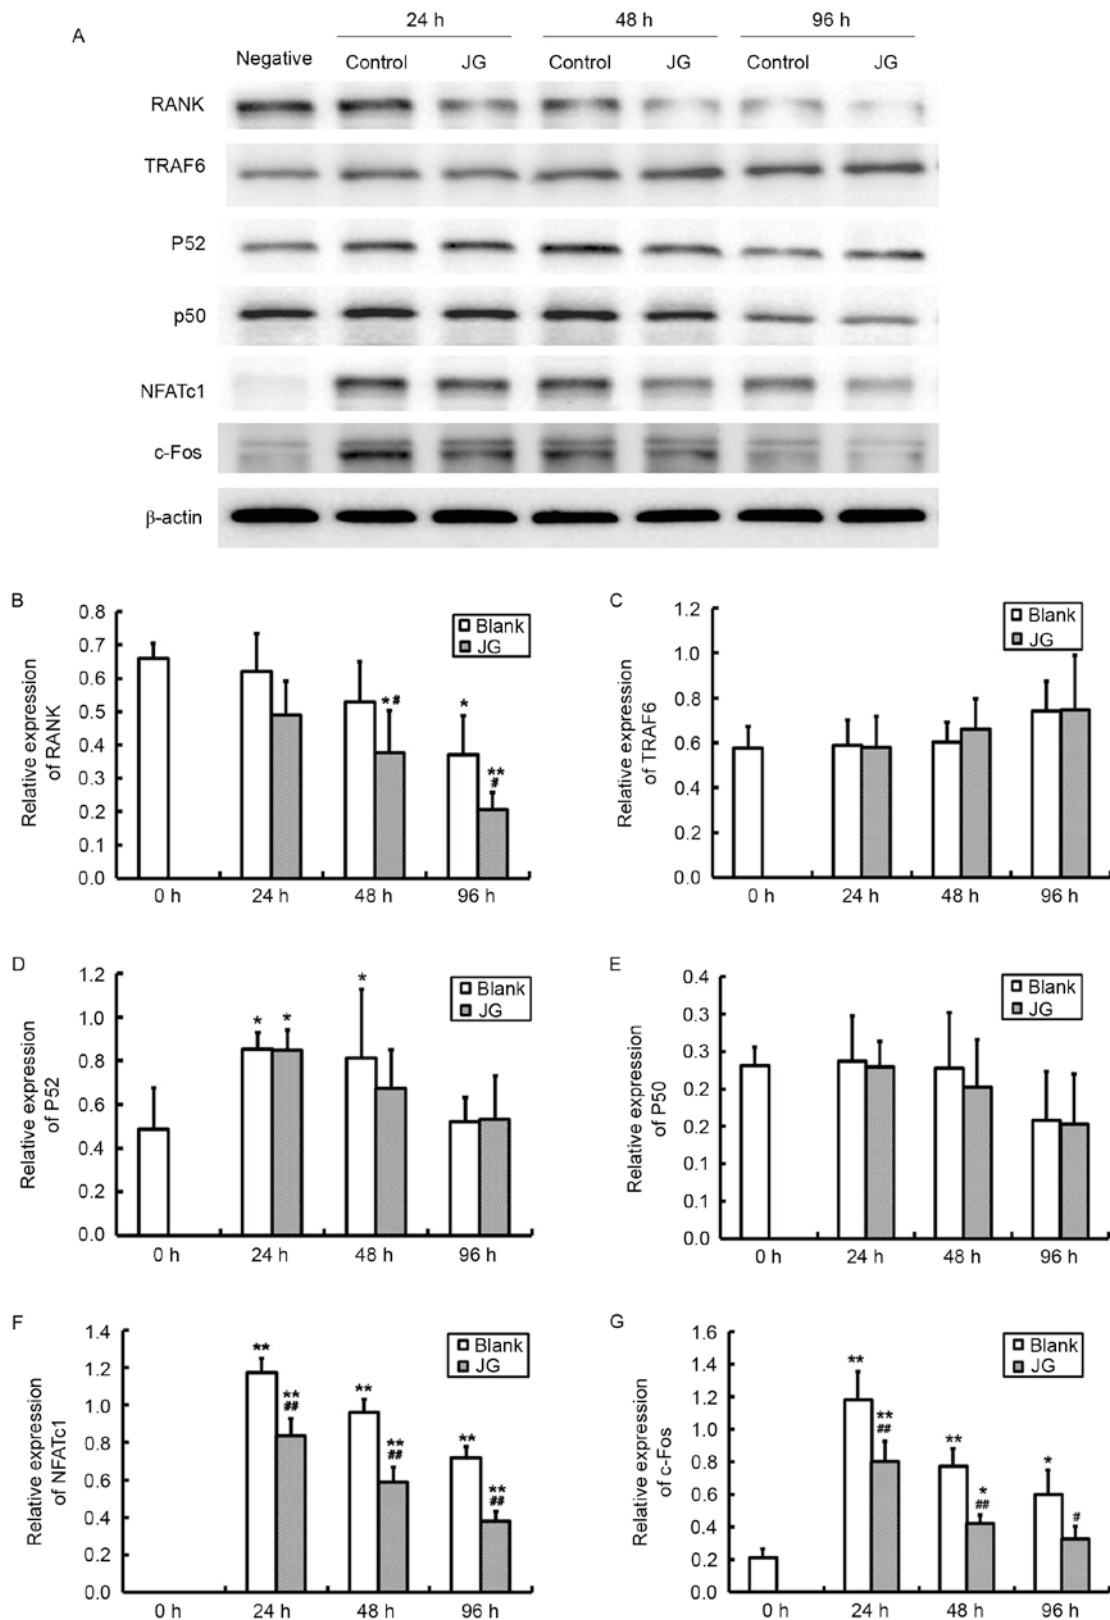 A
24 h 48 h 96 h
Negative Control JG Control JG Control JG
RANK
TRAF6
P52
p50
NFATc1
c-Fos
β-actin
B
Relative expression
of RANK
0.8
0.7
0.6
0.5
0.4
0.3
0.2
0.1
0.0
Blank
JG
*#
*
**
#
0 h 24 h 48 h 96 h
C
Relative expression
of TRAF6
1.2
1.0
0.8
0.6
0.4
0.2
0.0
Blank
JG
0 h 24 h 48 h 96 h
D
Relative expression
of P52
1.2
1.0
0.8
0.6
0.4
0.2
0.0
Blank
JG
* * *
0 h 24 h 48 h 96 h
E
Relative expression
of P50
0.4
0.3
0.3
0.2
0.2
0.1
0.1
0.0
Blank
JG
0 h 24 h 48 h 96 h
F
Relative expression
of NFATc1
1.4
1.2
1.0
0.8
0.6
0.4
0.2
0.0
Blank
JG
**
**
##
**
**
##
**
**
##
0 h 24 h 48 h 96 h
G
Relative expression
of c-Fos
1.6
1.4
1.2
1.0
0.8
0.6
0.4
0.2
0.0
Blank
JG
**
**
##
**
*
##
*
#
0 h 24 h 48 h 96 h